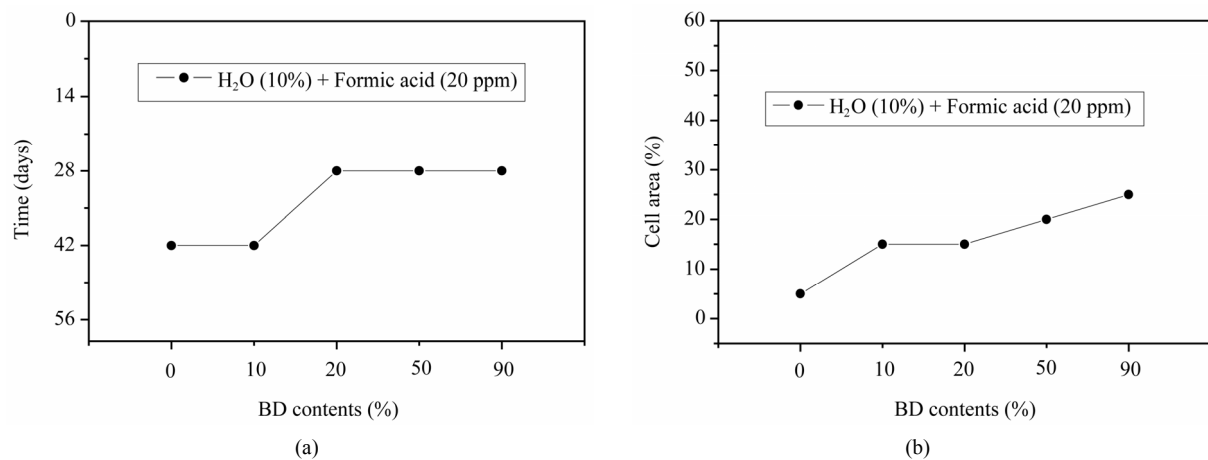 0
14
28
42
56
Time (days)
H₂O (10%) + Formic acid (20 ppm)
0 10 20 50 90
BD contents (%)
(a)
60
50
40
30
20
10
0
Cell area (%)
H₂O (10%) + Formic acid (20 ppm)
0 10 20 50 90
BD contents (%)
(b)